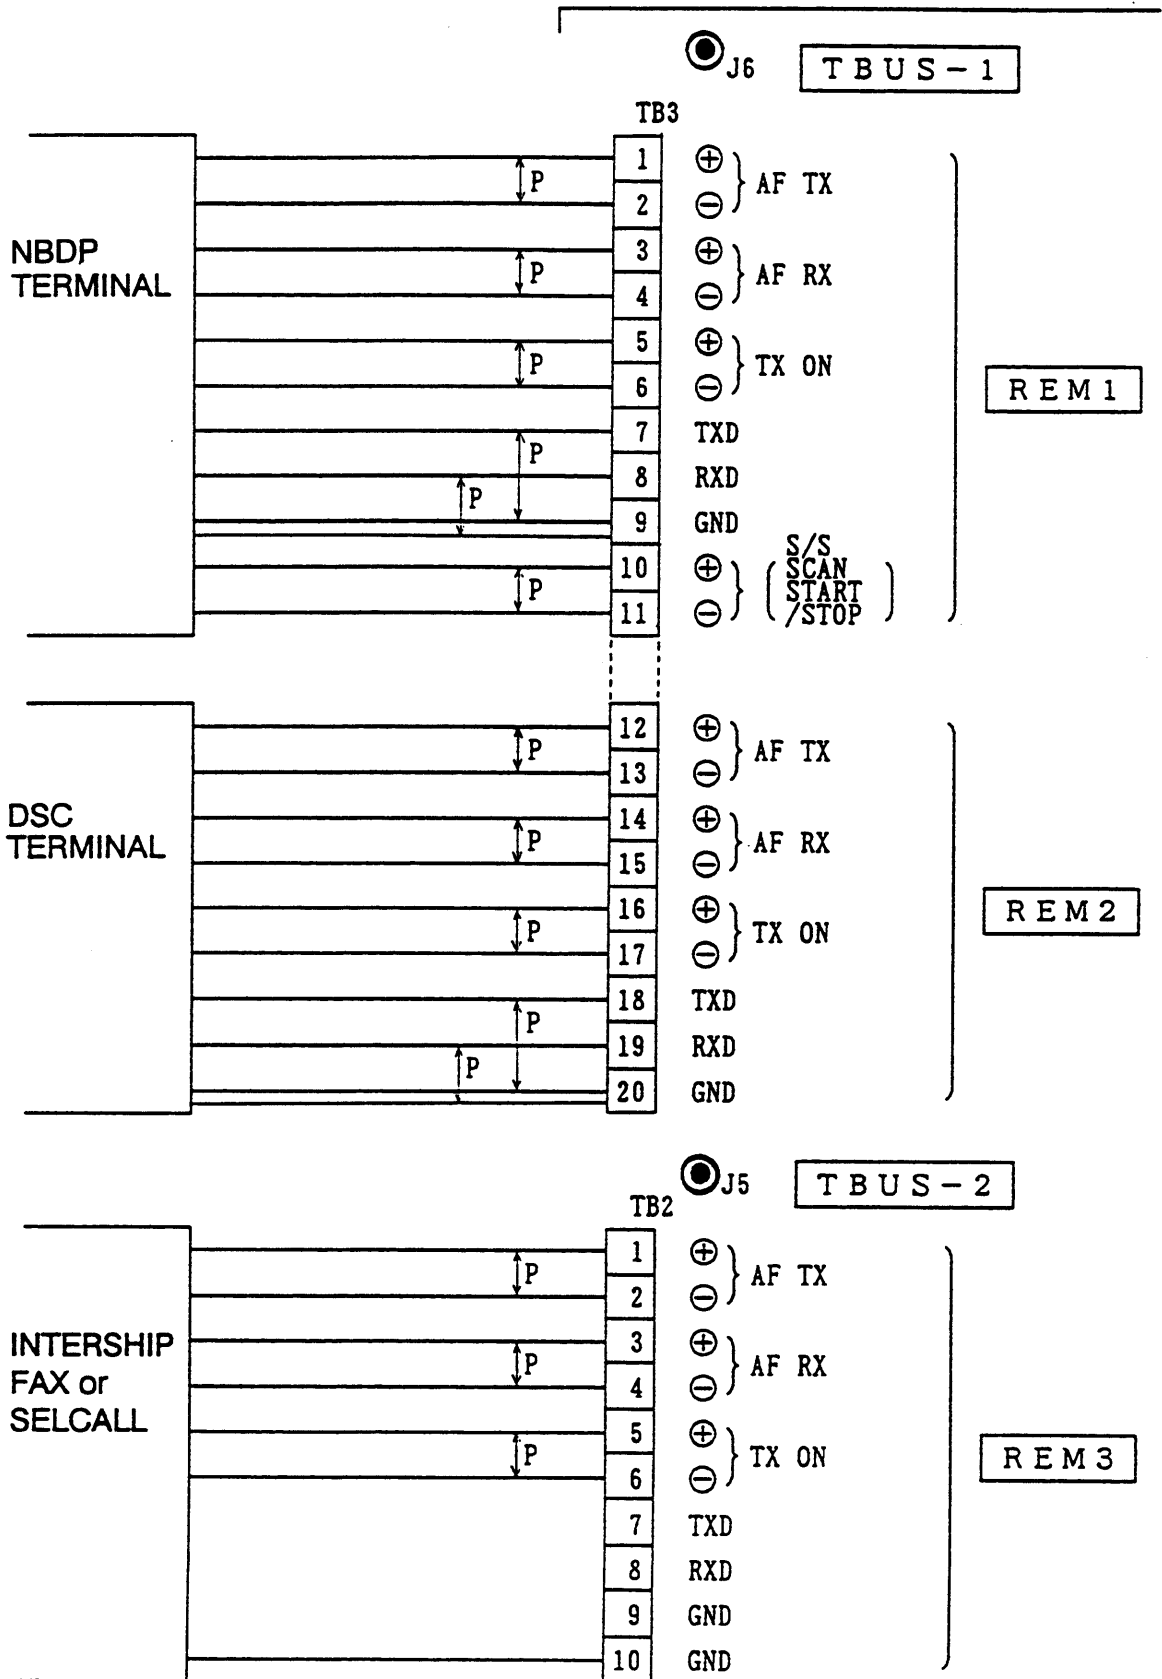 J6 TBUS-1
TB3
1 ⊕
P AF TX
2 ⊖
NBDP
TERMINAL
3 ⊕
P AF RX
4 ⊖
5 ⊕
P TX ON
6 ⊖
REM1
7 TXD
P
8 RXD
P
9 GND
S/S
10 ⊕ SCAN
P START
11 ⊖ /STOP
12 ⊕
P AF TX
13 ⊖
DSC
TERMINAL
14 ⊕
P AF RX
15 ⊖
16 ⊕
P TX ON
17 ⊖
REM2
18 TXD
P
19 RXD
P
20 GND
J5 TBUS-2
TB2
1 ⊕
P AF TX
2 ⊖
INTERSHIP
FAX or
SELCALL
3 ⊕
P AF RX
4 ⊖
5 ⊕
P TX ON
6 ⊖
REM3
7 TXD
8 RXD
9 GND
10 GND